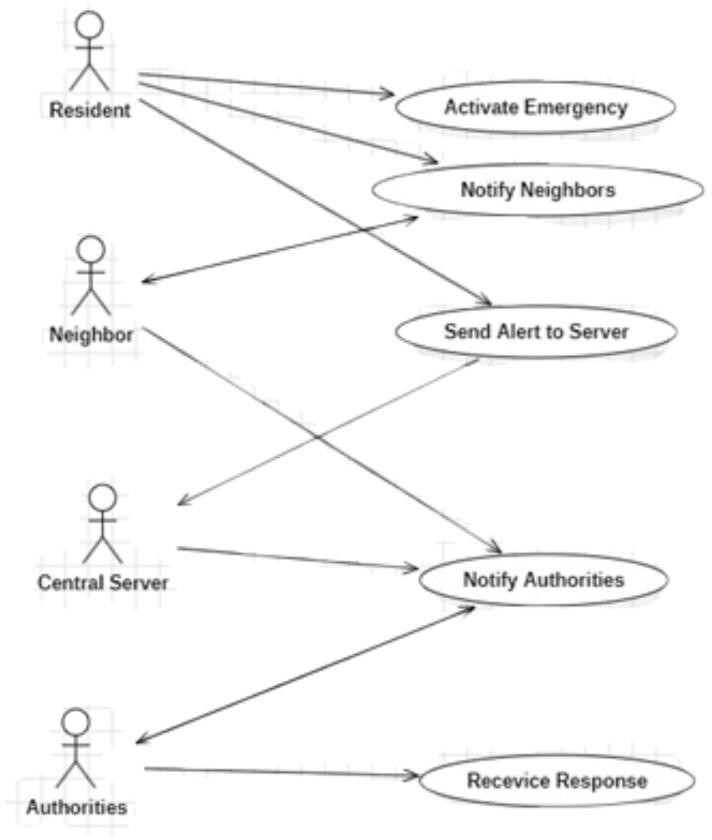 Resident
Activate Emergency
Notify Neighbors
Neighbor
Send Alert to Server
Central Server
Notify Authorities
Authorities
Recevice Response